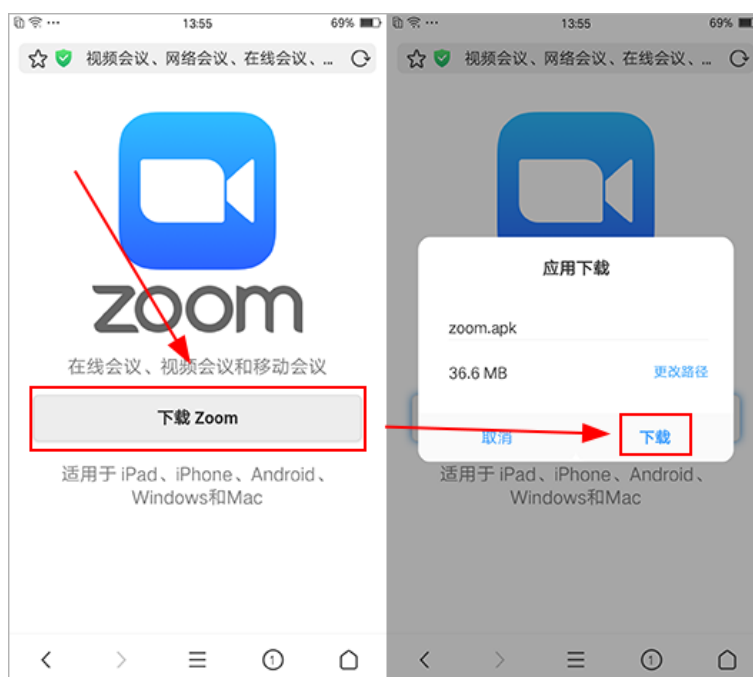 13:55
69%
视频会议、网络会议、在线会议、...
zoom
在线会议、视频会议和移动会议
下载 Zoom
适用于 iPad、iPhone、Android、
Windows和Mac
1
13:55
69%
视频会议、网络会议、在线会议、...
应用下载
zoom.apk
36.6 MB
更改路径
取消
下载
适用于 iPad、iPhone、Android、
Windows和Mac
1